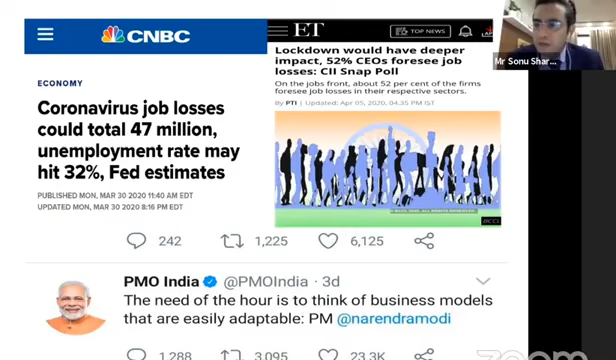 CNBC
ECONOMY
Coronavirus job losses
could total 47 million,
unemployment rate may
hit 32%, Fed estimates
PUBLISHED MON, MAR 30 2020 11:40 AM EDT
UPDATED MON, MAR 30 2020 8:16 PM EDT
ET
TOP NEWS
Lockdown would have deeper
impact, 52% CEOs foresee job
losses: CII Snap Poll
On the jobs front, about 52 per cent of the firms
foresee job losses in their respective sectors.
By PTI | Updated: Apr 05, 2020, 04.35 PM IST
BCCL
Mr Sonu Shar...
242 1,225 6,125
PMO India @PMOIndia · 3d
The need of the hour is to think of business models
that are easily adaptable: PM @narendramodi
1,288 3,095 23.3K
zoom